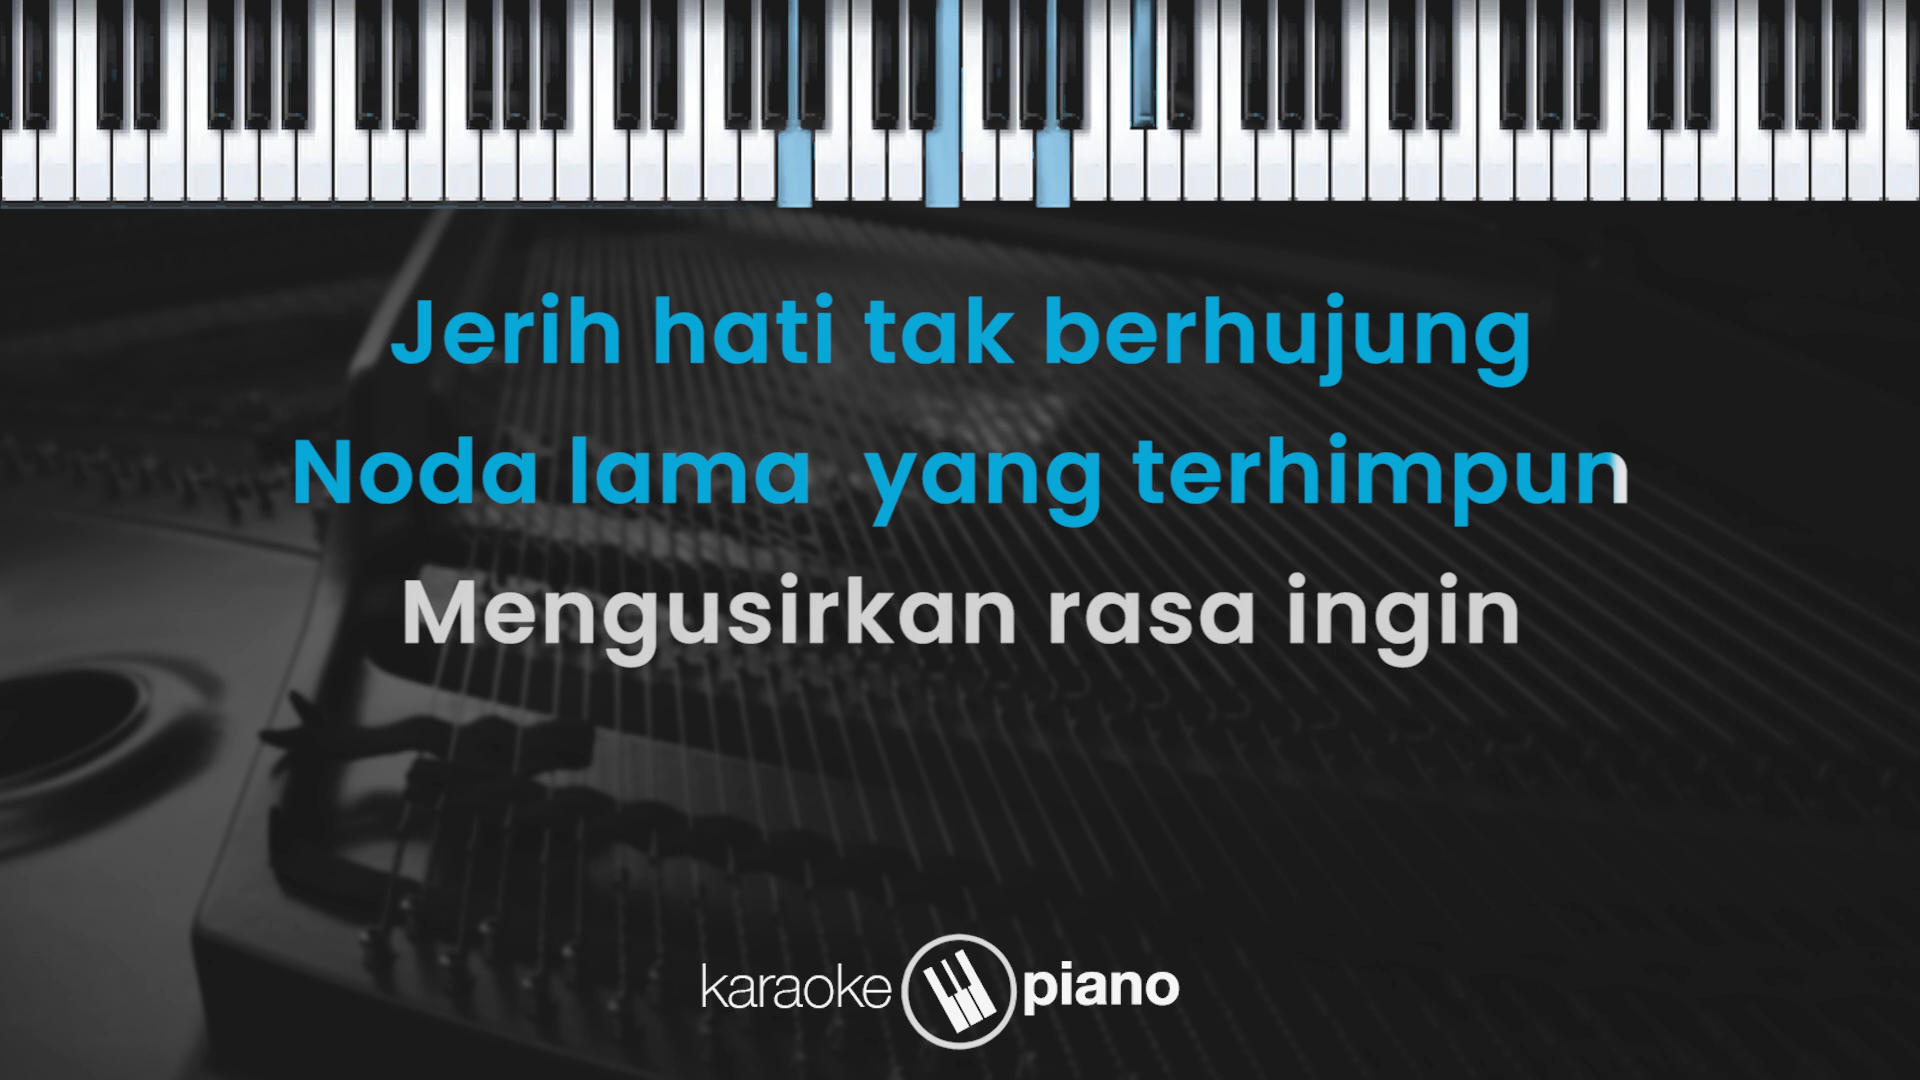 Jerih hati tak berhujung
Noda lama yang terhimpun
Mengusirkan rasa ingin
karaoke piano